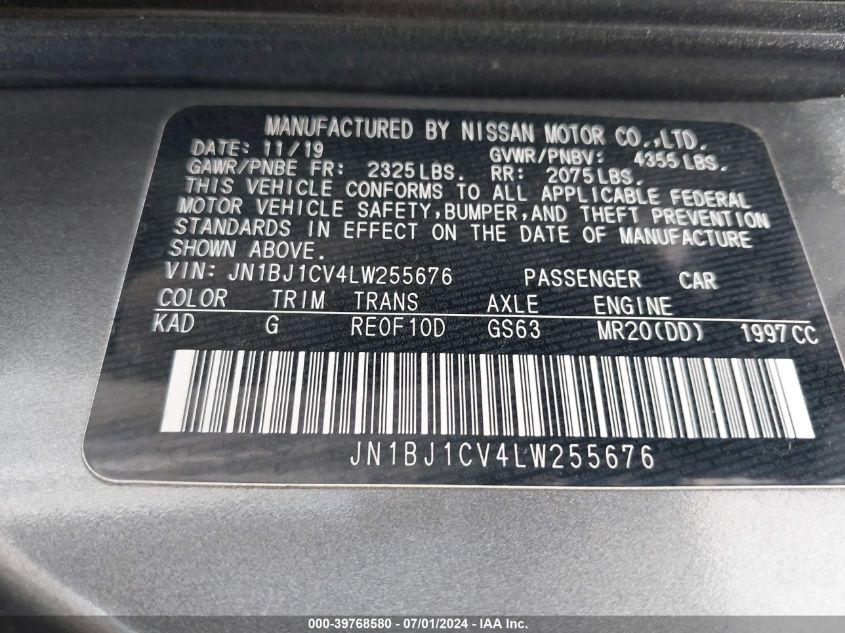 MANUFACTURED BY NISSAN MOTOR CO.,LTD.
DATE: 11/19 GVWR/PNBV: 4355 LBS.
GAWR/PNBE FR: 2325 LBS. RR: 2075 LBS.
THIS VEHICLE CONFORMS TO ALL APPLICABLE FEDERAL
MOTOR VEHICLE SAFETY,BUMPER,AND THEFT PREVENTION
STANDARDS IN EFFECT ON THE DATE OF MANUFACTURE
SHOWN ABOVE.
VIN: JN1BJ1CV4LW255676 PASSENGER CAR
COLOR TRIM TRANS AXLE ENGINE
KAD G RE0F10D GS63 MR20(DD) 1997CC
JN1BJ1CV4LW255676
000-39768580 - 07/01/2024 - COPYRIGHT IAA, LLC.